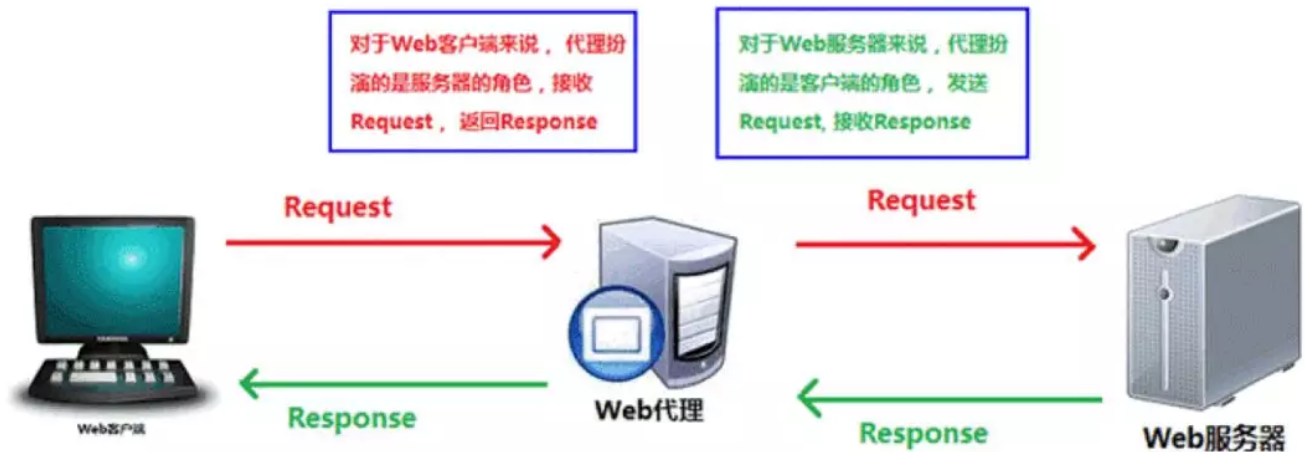 对于Web客户端来说， 代理扮
演的是服务器的角色，接收
Request， 返回Response
对于Web服务器来说，代理扮
演的是客户端的角色， 发送
Request, 接收Response
Request
Request
Response
Response
Web客户端
Web代理
Web服务器